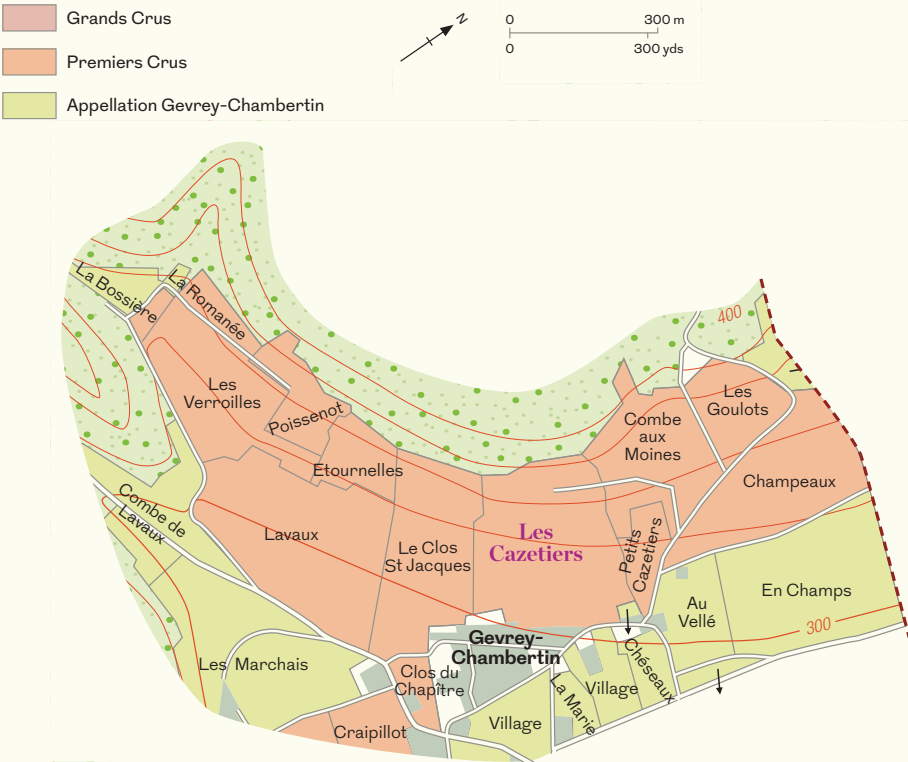 Grands Crus
Premiers Crus
Appellation Gevrey-Chambertin
N
0 300 m
0 300 yds
400
La Bossière
La Romanée
Les
Verroilles
Poissenot
Etournelles
Combe
aux
Moines
Les
Goulots
Champeaux
Combe de
Lavaux
Lavaux
Le Clos
St Jacques
Les
Cazetiers
Petits
Cazetiers
En Champs
Au
Vellé
300
Gevrey-
Chambertin
Les Marchais
Clos du
Chapître
Craipillot
Village
La Marie
Village
Chéseaux